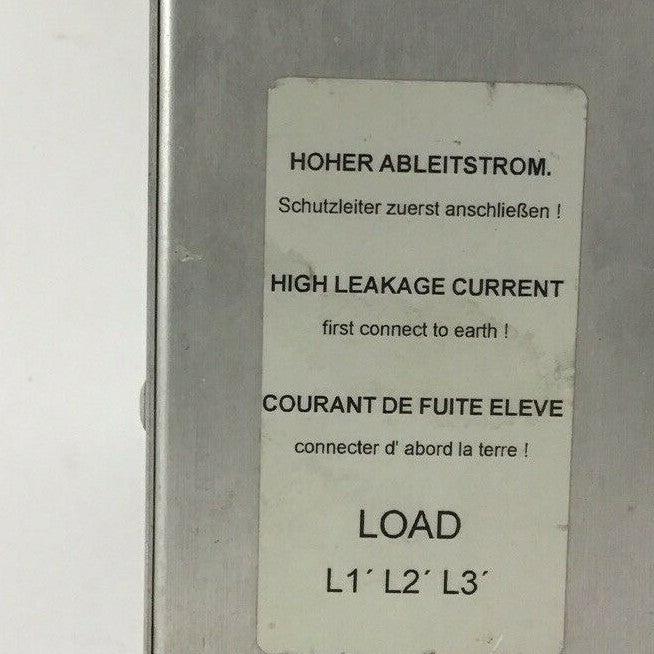 HOHER ABLEITSTROM.
Schutzleiter zuerst anschließen !
HIGH LEAKAGE CURRENT
first connect to earth !
COURANT DE FUITE ELEVE
connecter d' abord la terre !
LOAD
L1´ L2´ L3´